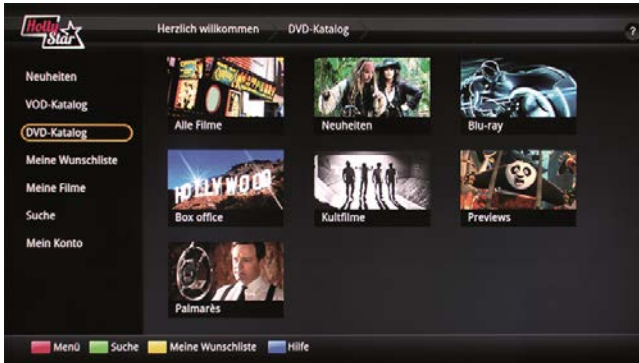 Holly Star
Herzlich willkommen DVD-Katalog
?
Neuheiten
VOD-Katalog
DVD-Katalog
Meine Wunschliste
Meine Filme
Suche
Mein Konto
Alle Filme
Neuheiten
Blu-ray
HOLLYWOOD
Box office
Kultfilme
Previews
Palmarès
Menü Suche Meine Wunschliste Hilfe